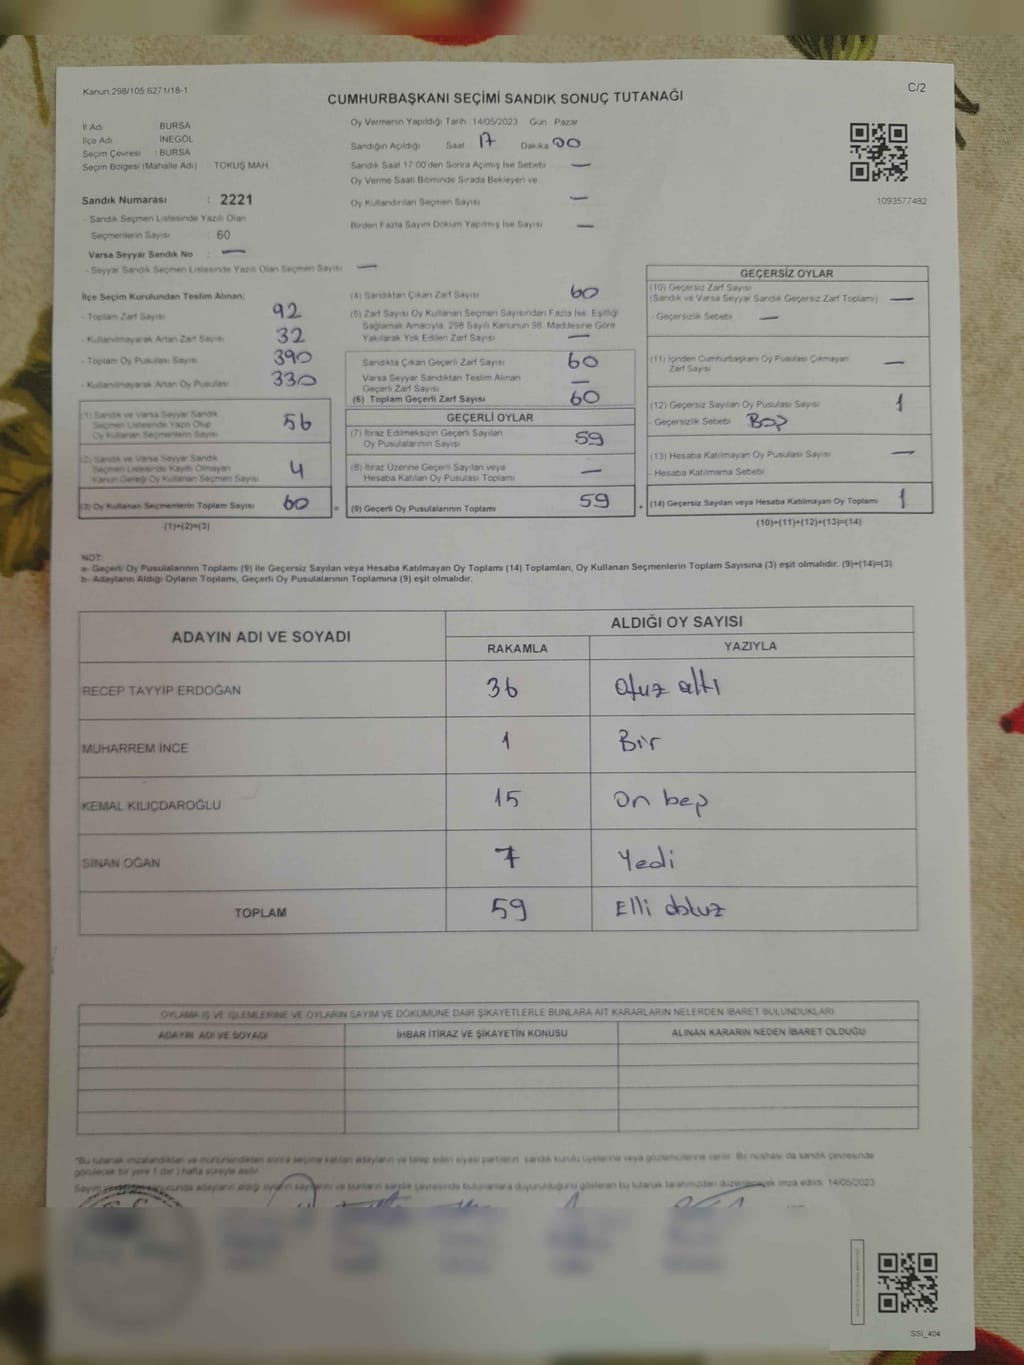 Kanun:298/105 6271/18-1
C/2
CUMHURBAŞKANI SEÇİMİ SANDIK SONUÇ TUTANAĞI
İl Adı BURSA
İlçe Adı İNEGÖL
Seçim Çevresi : BURSA
Seçim Bölgesi (Mahalle Adı) TOKUŞ MAH.
Sandık Numarası : 2221
- Sandık Seçmen Listesinde Yazılı Olan
Seçmenlerin Sayısı : 60
Varsa Seyyar Sandık No : —
- Seyyar Sandık Seçmen Listesinde Yazılı Olan Seçmen Sayısı —
Oy Vermenin Yapıldığı Tarih 14/05/2023 Gün Pazar
Sandığın Açıldığı Saat 17 Dakika 00
Sandık Saat 17:00'den Sonra Açılmış İse Sebebi —
Oy Verme Saati Bitiminde Sırada Bekleyen ve
Oy Kullandırılan Seçmen Sayısı —
Birden Fazla Sayım Döküm Yapılmış İse Sayısı —
1093577482
İlçe Seçim Kurulundan Teslim Alınan;
- Toplam Zarf Sayısı 92
- Kullanılmayarak Artan Zarf Sayısı 32
- Toplam Oy Pusulası Sayısı 390
- Kullanılmayarak Artan Oy Pusulası 330
(1) Sandık ve Varsa Seyyar Sandık
Seçmen Listesinde Yazılı Olup
Oy Kullanan Seçmenlerin Sayısı 56
(2) Sandık ve Varsa Seyyar Sandık
Seçmen Listesinde Kayıtlı Olmayan
Kanun Gereği Oy Kullanan Seçmen Sayısı 4
(3) Oy Kullanan Seçmenlerin Toplam Sayısı 60
(1)+(2)=(3)
(4) Sandıktan Çıkan Zarf Sayısı 60
(5) Zarf Sayısı Oy Kullanan Seçmen Sayısından Fazla İse, Eşitliği
Sağlamak Amacıyla, 298 Sayılı Kanunun 98. Maddesine Göre
Yakılarak Yok Edilen Zarf Sayısı —
Sandıkta Çıkan Geçerli Zarf Sayısı 60
Varsa Seyyar Sandıktan Teslim Alınan
Geçerli Zarf Sayısı —
(6) Toplam Geçerli Zarf Sayısı 60
GEÇERLİ OYLAR
(7) İtiraz Edilmeksizin Geçerli Sayılan
Oy Pusulalarının Sayısı 59
(8) İtiraz Üzerine Geçerli Sayılan veya
Hesaba Katılan Oy Pusulası Toplamı —
= (9) Geçerli Oy Pusulalarının Toplamı 59
GEÇERSİZ OYLAR
(10) Geçersiz Zarf Sayısı
(Sandık ve Varsa Seyyar Sandık Geçersiz Zarf Toplamı) —
- Geçersizlik Sebebi —
(11) İçinden Cumhurbaşkanı Oy Pusulası Çıkmayan
Zarf Sayısı —
(12) Geçersiz Sayılan Oy Pusulası Sayısı 1
- Geçersizlik Sebebi Boş
(13) Hesaba Katılmayan Oy Pusulası Sayısı —
- Hesaba Katılmama Sebebi
+ (14) Geçersiz Sayılan veya Hesaba Katılmayan Oy Toplamı 1
(10)+(11)+(12)+(13)=(14)
NOT:
a- Geçerli Oy Pusulalarının Toplamı (9) ile Geçersiz Sayılan veya Hesaba Katılmayan Oy Toplamı (14) Toplamları, Oy Kullanan Seçmenlerin Toplam Sayısına (3) eşit olmalıdır. (9)+(14)=(3)
b- Adayların Aldığı Oyların Toplamı, Geçerli Oy Pusulalarının Toplamına (9) eşit olmalıdır.
ADAYIN ADI VE SOYADI ALDIĞI OY SAYISI
RAKAMLA YAZIYLA
RECEP TAYYİP ERDOĞAN 36 Otuz altı
MUHARREM İNCE 1 Bir
KEMAL KILIÇDAROĞLU 15 On beş
SİNAN OĞAN 7 Yedi
TOPLAM 59 Elli dokuz
OYLAMA İŞ VE İŞLEMLERİNE VE OYLARIN SAYIM VE DÖKÜMÜNE DAİR ŞİKAYETLERLE BUNLARA AİT KARARLARIN NELERDEN İBARET BULUNDUKLARI
ADAYIN ADI VE SOYADI İHBAR İTİRAZ VE ŞİKAYETİN KONUSU ALINAN KARARIN NEDEN İBARET OLDUĞU
*Bu tutanak imzalandıktan ve mühürlendikten sonra seçime katılan adayların ve talep eden siyasi partilerin sandık kurulu üyelerine veya gözlemcilerine verilir. Bir nüshası da sandık çevresinde
görülecek bir yere 1 (bir) hafta süreyle asılır.
Sayım ve sonucunda adayların aldığı oyların sayılarını ve bunların sandık çevresinde bulunanlara duyurulduğunu gösteren bu tutanak tarafımızdan düzenlenerek imza edildi. 14/05/2023
SSİ_404